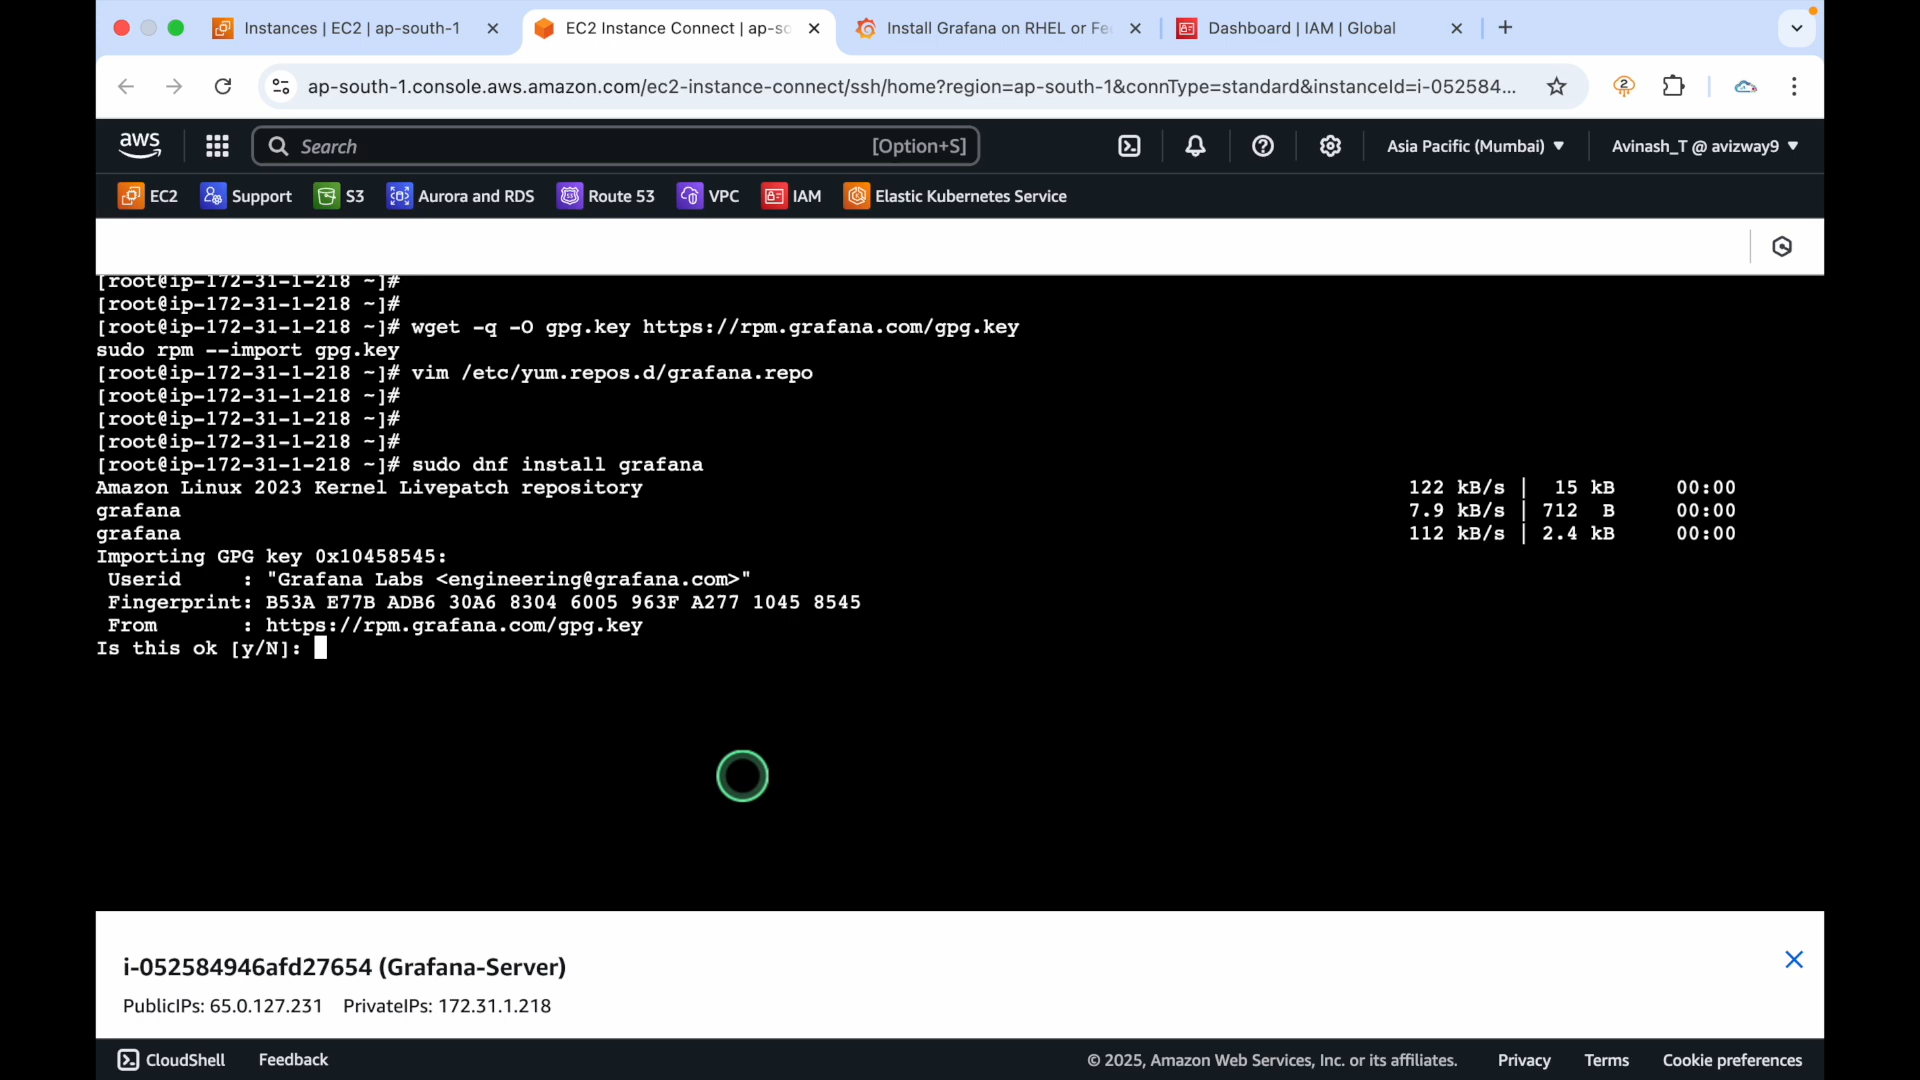 Instances | EC2 | ap-south-1
EC2 Instance Connect | ap-so
Install Grafana on RHEL or Fe
Dashboard | IAM | Global
ap-south-1.console.aws.amazon.com/ec2-instance-connect/ssh/home?region=ap-south-1&connType=standard&instanceId=i-052584...
2
aws
Search
[Option+S]
Asia Pacific (Mumbai) ▼
Avinash_T @ avizway9 ▼
EC2
Support
S3
Aurora and RDS
Route 53
VPC
IAM
Elastic Kubernetes Service
[root@ip-172-31-1-218 ~]#
[root@ip-172-31-1-218 ~]#
[root@ip-172-31-1-218 ~]# wget -q -O gpg.key https://rpm.grafana.com/gpg.key
sudo rpm --import gpg.key
[root@ip-172-31-1-218 ~]# vim /etc/yum.repos.d/grafana.repo
[root@ip-172-31-1-218 ~]#
[root@ip-172-31-1-218 ~]#
[root@ip-172-31-1-218 ~]#
[root@ip-172-31-1-218 ~]# sudo dnf install grafana
Amazon Linux 2023 Kernel Livepatch repository 122 kB/s | 15 kB 00:00
grafana 7.9 kB/s | 712 B 00:00
grafana 112 kB/s | 2.4 kB 00:00
Importing GPG key 0x10458545:
Userid : "Grafana Labs <engineering@grafana.com>"
Fingerprint: B53A E77B ADB6 30A6 8304 6005 963F A277 1045 8545
From : https://rpm.grafana.com/gpg.key
Is this ok [y/N]:
i-052584946afd27654 (Grafana-Server)
PublicIPs: 65.0.127.231 PrivateIPs: 172.31.1.218
CloudShell
Feedback
© 2025, Amazon Web Services, Inc. or its affiliates.
Privacy
Terms
Cookie preferences